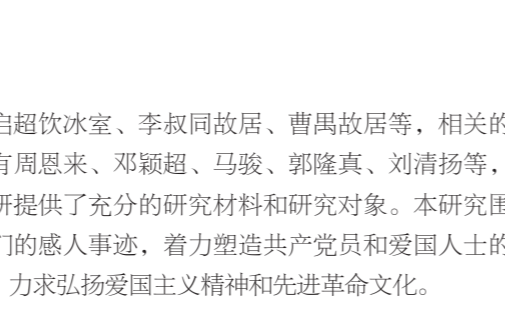 启超饮冰室、李叔同故居、曹禺故居等，相关的
有周恩来、邓颖超、马骏、郭隆真、刘清扬等，
研提供了充分的研究材料和研究对象。本研究围
们的感人事迹，着力塑造共产党员和爱国人士的
，力求弘扬爱国主义精神和先进革命文化。